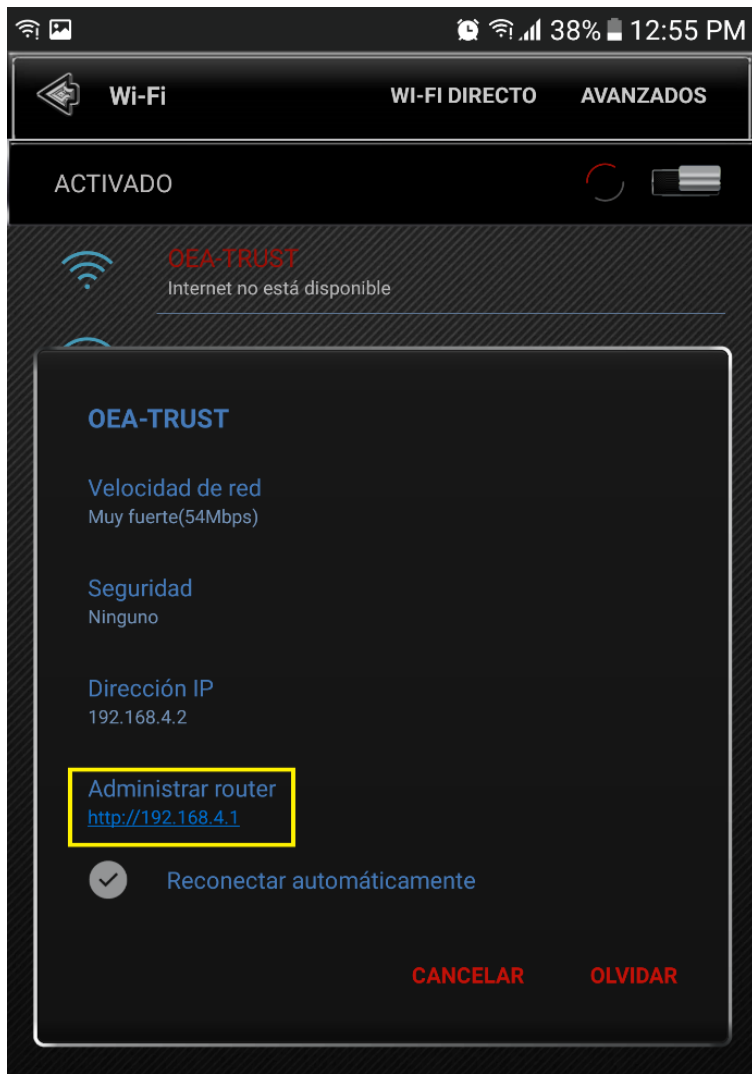 38% 12:55 PM
Wi-Fi WI-FI DIRECTO AVANZADOS
ACTIVADO
OEA-TRUST
Internet no está disponible
OEA-TRUST
Velocidad de red
Muy fuerte(54Mbps)
Seguridad
Ninguno
Dirección IP
192.168.4.2
Administrar router
http://192.168.4.1
Reconectar automáticamente
CANCELAR OLVIDAR